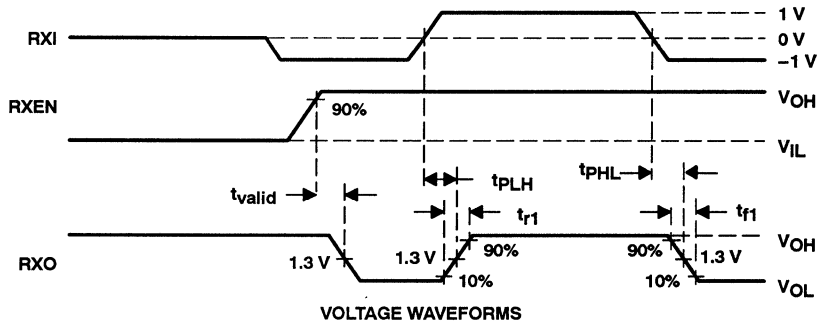 1 V
RXI
0 V
–1 V
RXEN
90%
VOH
VIL
tvalid
tPLH
tPHL
tr1
tf1
RXO
1.3 V
1.3 V
90%
10%
90%
10%
1.3 V
VOH
VOL
VOLTAGE WAVEFORMS